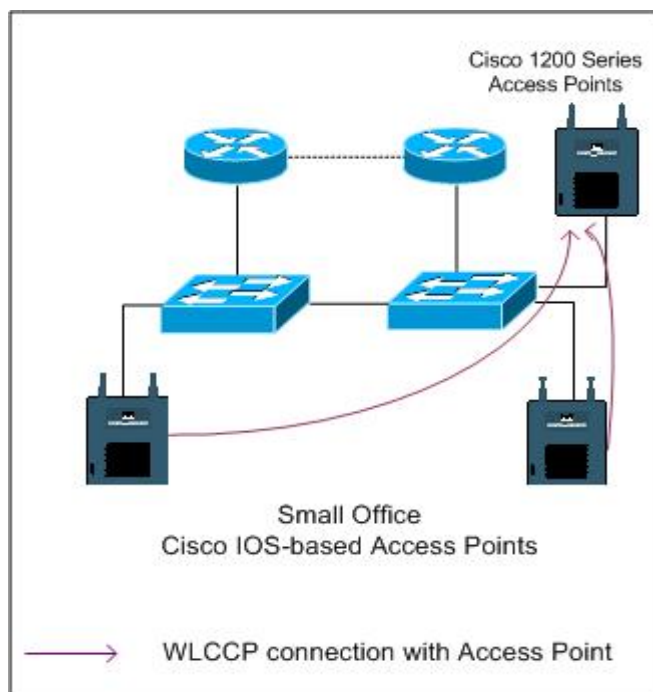 Cisco 1200 Series
Access Points
Small Office
Cisco IOS-based Access Points
WLCCP connection with Access Point